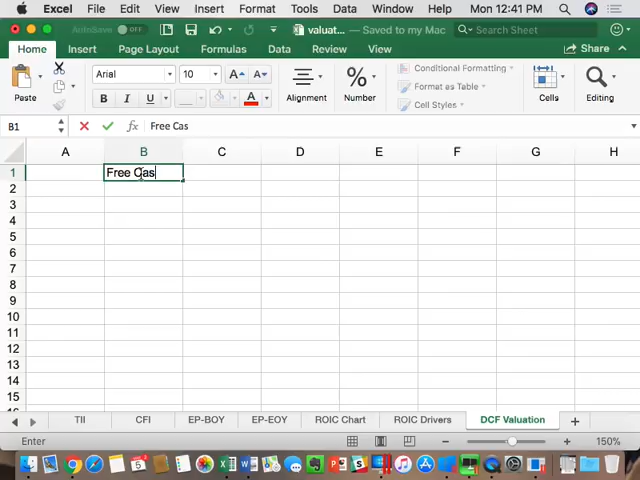 Excel File Edit View Insert Format Tools Data Window Help Mon 12:41 PM
AutoSave OFF valuat... — Saved to my Mac Search Sheet
Home Insert Page Layout Formulas Data Review View Share
Paste Arial 10 A A Alignment % Number Conditional Formatting Format as Table Cell Styles Cells Editing
B I U A
B1 fx Free Cas
A B C D E F G H
1 Free Cas
2
3
4
5
6
7
8
9
10
11
12
13
14
15
TII CFI EP-BOY EP-EOY ROIC Chart ROIC Drivers DCF Valuation +
Enter 150%